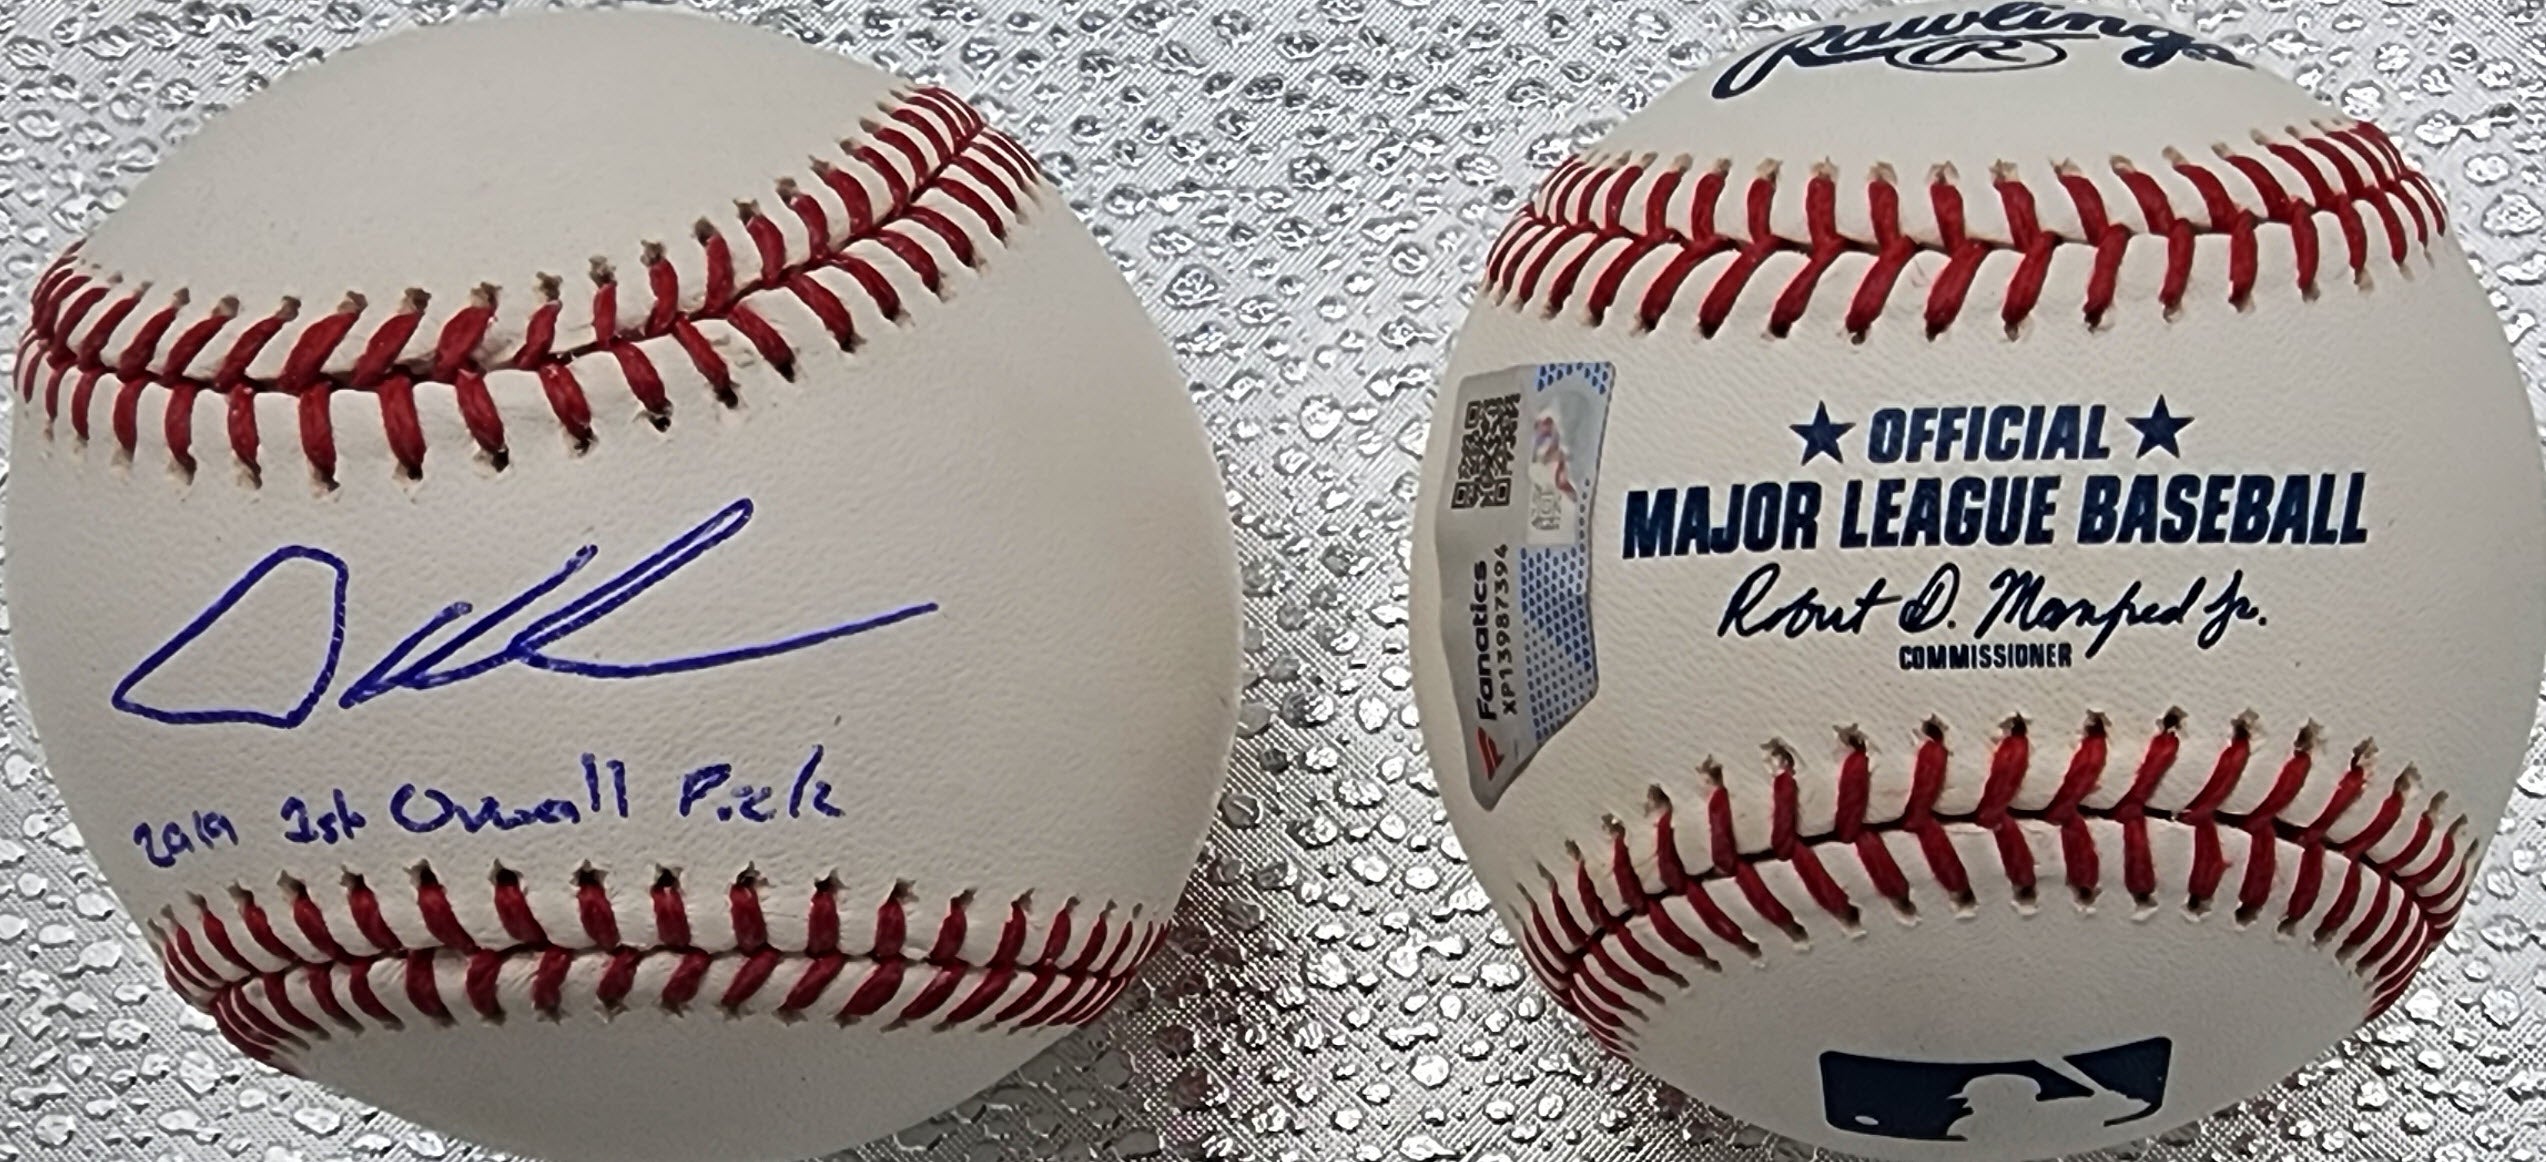 2019 1st Overall Pick
Rawlings
R
OFFICIAL
MAJOR LEAGUE BASEBALL
Robert D. Manfred Jr.
COMMISSIONER
Fanatics
XP13987394